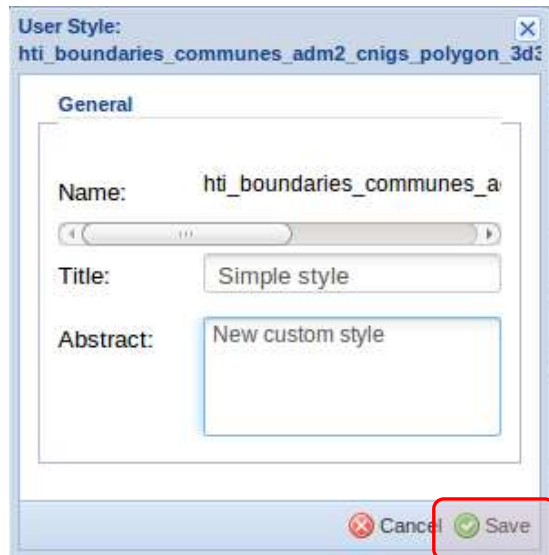 User Style:
hti_boundaries_communes_adm2_cnigs_polygon_3d3
General
Name: hti_boundaries_communes_a
Title: Simple style
Abstract: New custom style
Cancel Save